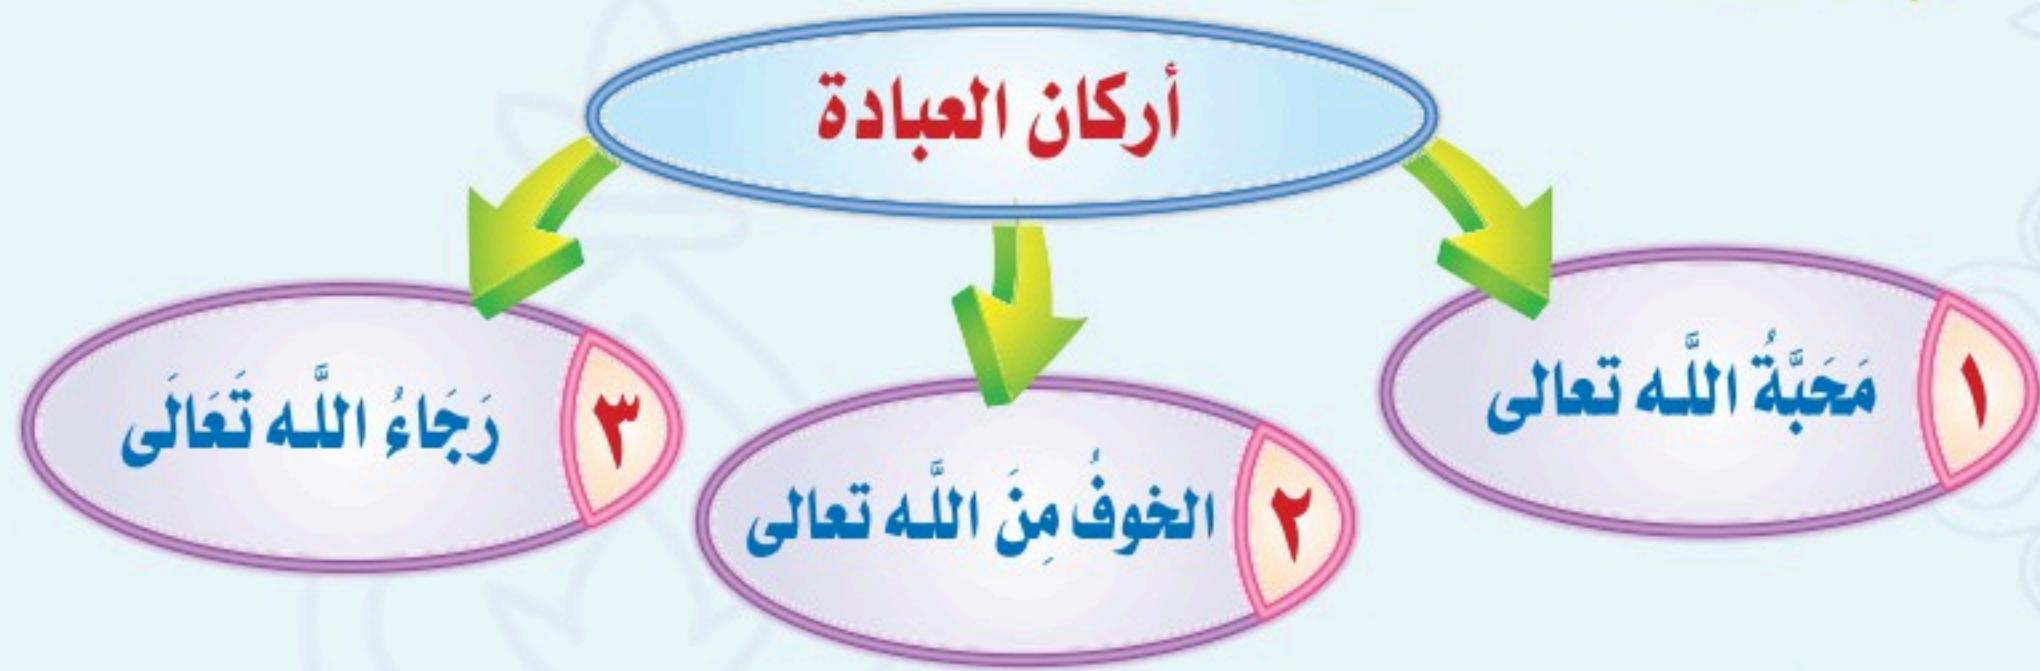 أركان العبادة
١
مَحَبَّةُ اللَّه تعالى
٢
الخوفُ مِنَ اللَّه تعالى
٣
رَجَاءُ اللَّه تَعَالَى